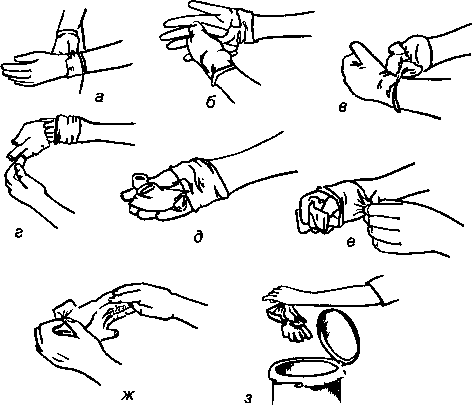 а б в
г д е
ж з